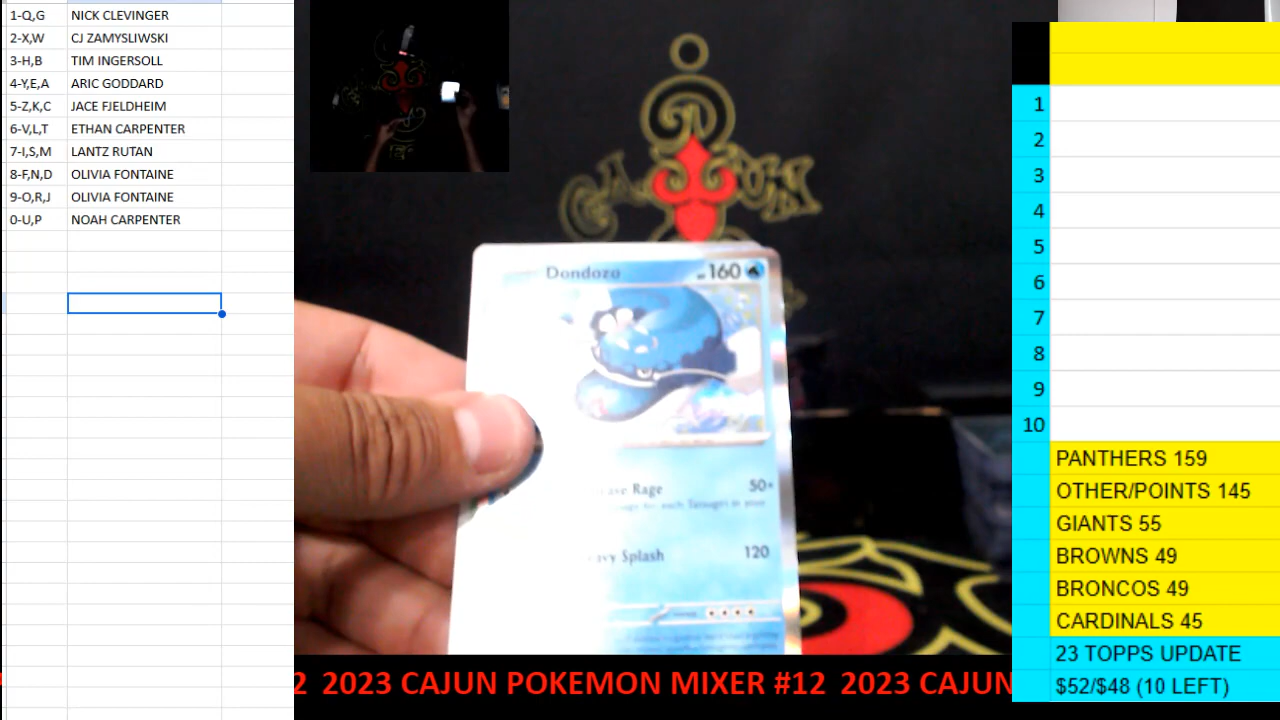 1-Q,G NICK CLEVINGER
2-X,W CJ ZAMYSLIWSKI
3-H,B TIM INGERSOLL
4-Y,E,A ARIC GODDARD
5-Z,K,C JACE FJELDHEIM
6-V,L,T ETHAN CARPENTER
7-I,S,M LANTZ RUTAN
8-F,N,D OLIVIA FONTAINE
9-O,R,J OLIVIA FONTAINE
0-U,P NOAH CARPENTER
Dondozo 160
Rage 50+
Splash 120
2 2023 CAJUN POKEMON MIXER #12 2023 CAJUN
1
2
3
4
5
6
7
8
9
10
PANTHERS 159
OTHER/POINTS 145
GIANTS 55
BROWNS 49
BRONCOS 49
CARDINALS 45
23 TOPPS UPDATE
$52/$48 (10 LEFT)